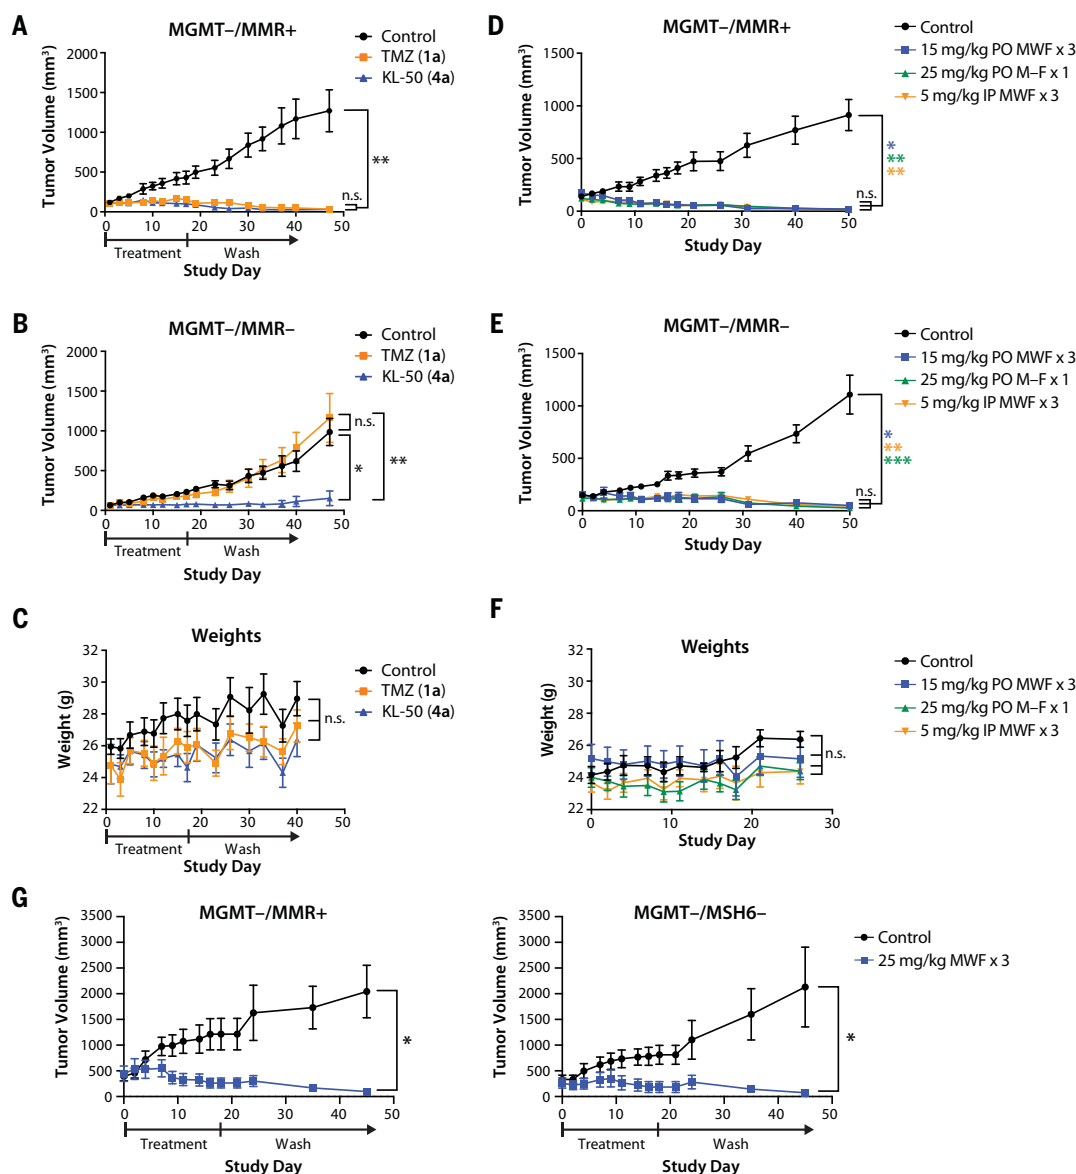 A
MGMT–/MMR+
Control
TMZ (1a)
KL-50 (4a)
Tumor Volume (mm³)
2000
1500
1000
500
0
**
n.s.
0 10 20 30 40 50
Treatment Wash
Study Day
D
MGMT–/MMR+
Control
15 mg/kg PO MWF x 3
25 mg/kg PO M–F x 1
5 mg/kg IP MWF x 3
Tumor Volume (mm³)
1500
1000
500
0
*
**
**
n.s.
0 10 20 30 40 50
Study Day
B
MGMT–/MMR–
Control
TMZ (1a)
KL-50 (4a)
Tumor Volume (mm³)
2000
1500
1000
500
0
n.s.
*
**
0 10 20 30 40 50
Treatment Wash
Study Day
E
MGMT–/MMR–
Control
15 mg/kg PO MWF x 3
25 mg/kg PO M–F x 1
5 mg/kg IP MWF x 3
Tumor Volume (mm³)
1500
1000
500
0
*
**
***
n.s.
0 10 20 30 40 50
Study Day
C
Weights
Control
TMZ (1a)
KL-50 (4a)
Weight (g)
32
30
28
26
24
22
n.s.
0 10 20 30 40 50
Treatment Wash
Study Day
F
Weights
Control
15 mg/kg PO MWF x 3
25 mg/kg PO M–F x 1
5 mg/kg IP MWF x 3
Weight (g)
32
30
28
26
24
22
n.s.
0 10 20 30
Study Day
G
MGMT–/MMR+
Tumor Volume (mm³)
3500
3000
2500
2000
1500
1000
500
0
*
0 10 20 30 40 50
Treatment Wash
Study Day
MGMT–/MSH6–
Control
25 mg/kg MWF x 3
Tumor Volume (mm³)
3500
3000
2500
2000
1500
1000
500
0
*
0 10 20 30 40 50
Treatment Wash
Study Day